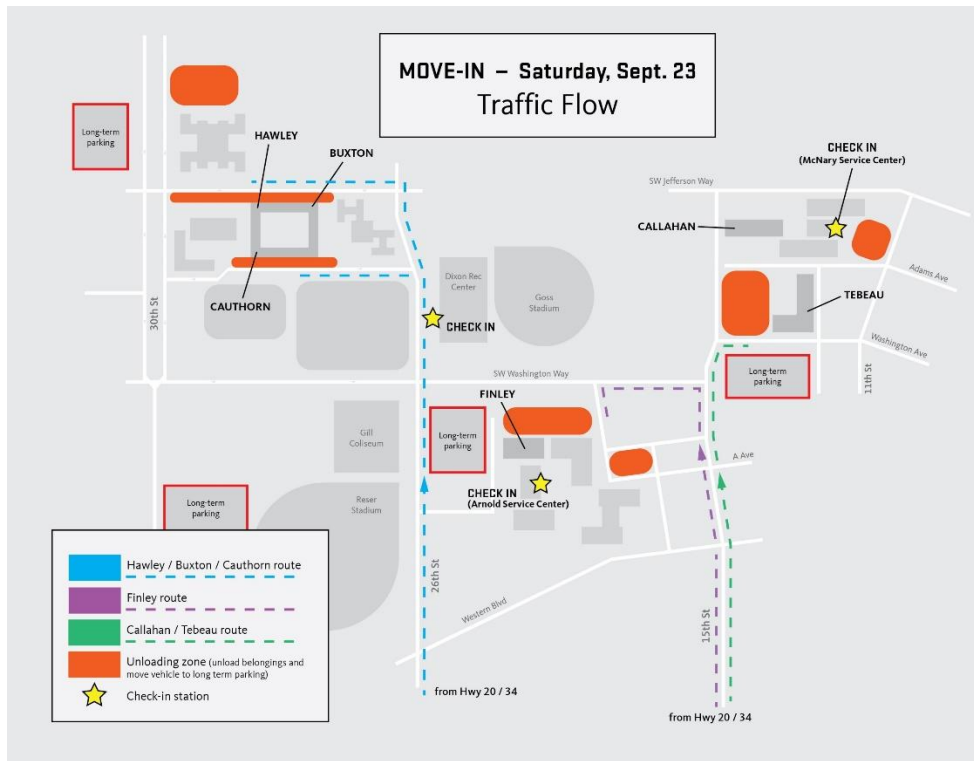 MOVE-IN – Saturday, Sept. 23
Traffic Flow
Long-term
parking
HAWLEY
BUXTON
CHECK IN
(McNary Service Center)
SW Jefferson Way
CALLAHAN
Adams Ave
Dixon Rec
Center
Goss
Stadium
TEBEAU
CAUTHORN
30th St
CHECK IN
Washington Ave
11th St
Long-term
parking
SW Washington Way
FINLEY
Gill
Coliseum
Long-term
parking
A Ave
CHECK IN
(Arnold Service Center)
Reser
Stadium
Long-term
parking
26th St
15th St
Western Blvd
Hawley / Buxton / Cauthorn route
Finley route
Callahan / Tebeau route
Unloading zone (unload belongings and
move vehicle to long term parking)
Check-in station
from Hwy 20 / 34
from Hwy 20 / 34